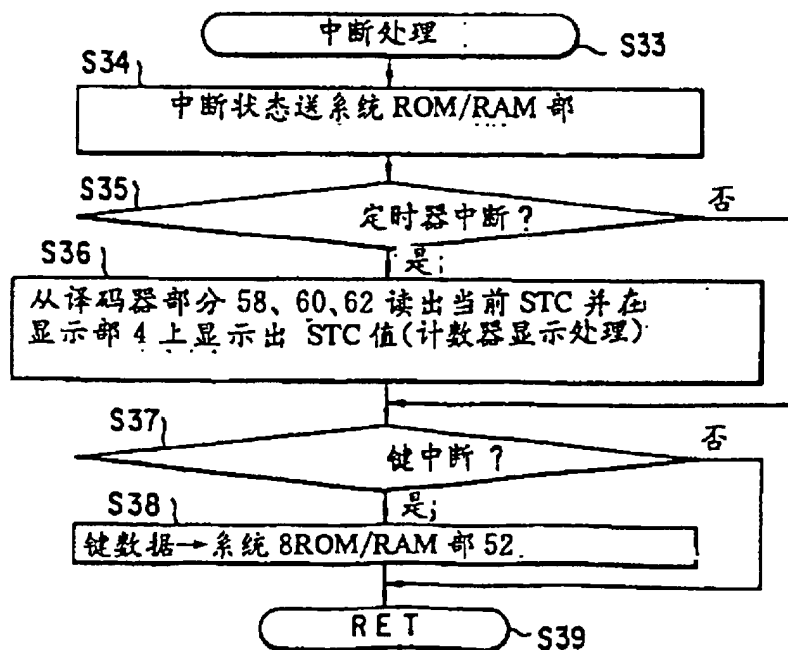 中断处理
S33
S34
中断状态送系统 ROM/RAM 部
S35
定时器中断?
否
是;
S36
从译码器部分 58、60、62 读出当前 STC 并在
显示部 4 上显示出 STC 值(计数器显示处理)
S37
键中断 ?
否
是;
S38
键数据→系统 8ROM/RAM 部 52.
RET
S39